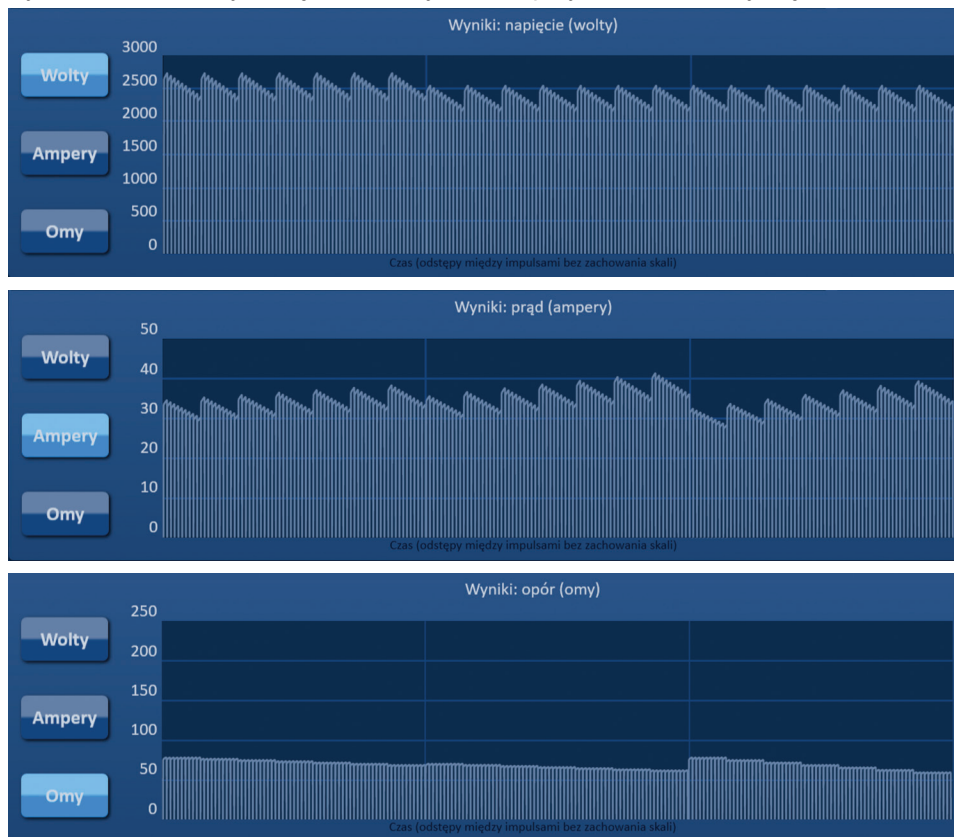 Wyniki: napięcie (wolty)
3000
Wolty
2500
2000
Ampery
1500
1000
500
Omy
0
Czas (odstępy między impulsami bez zachowania skali)
Wyniki: prąd (ampery)
50
Wolty
40
30
Ampery
20
10
Omy
0
Czas (odstępy między impulsami bez zachowania skali)
Wyniki: opór (omy)
250
Wolty
200
150
Ampery
100
50
Omy
0
Czas (odstępy między impulsami bez zachowania skali)